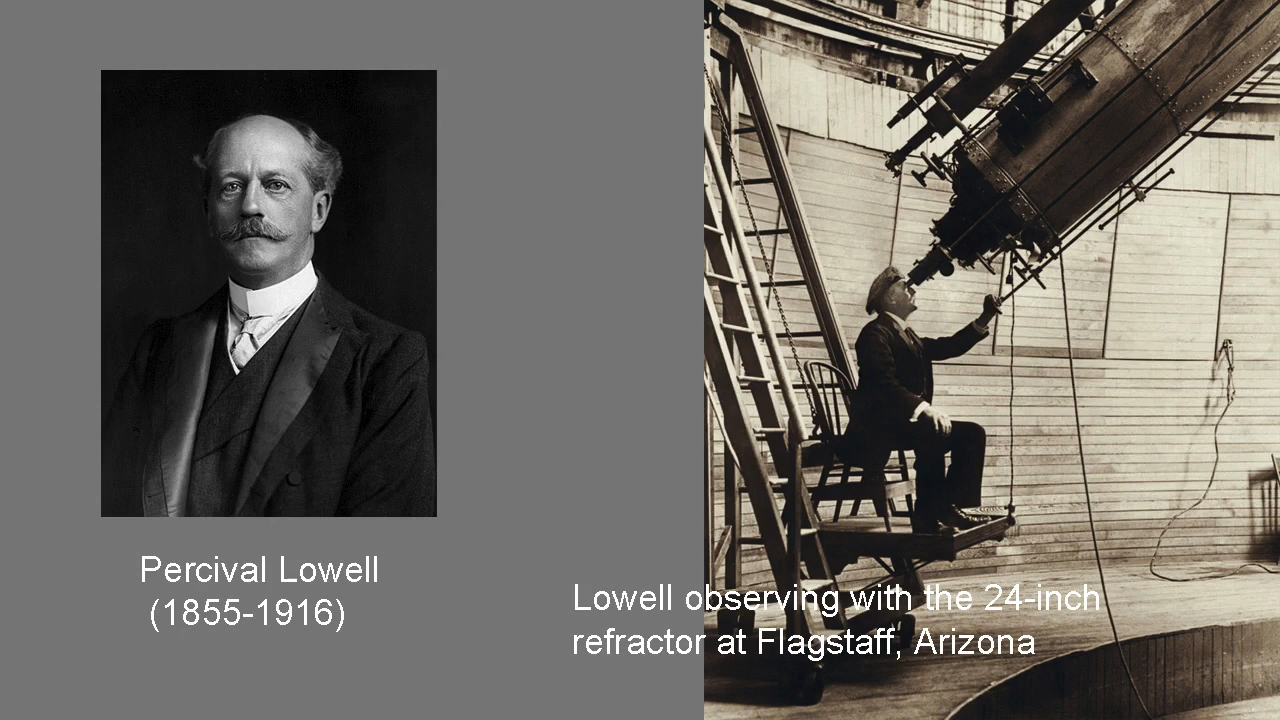 Percival Lowell
(1855-1916)
Lowell observing with the 24-inch
refractor at Flagstaff, Arizona